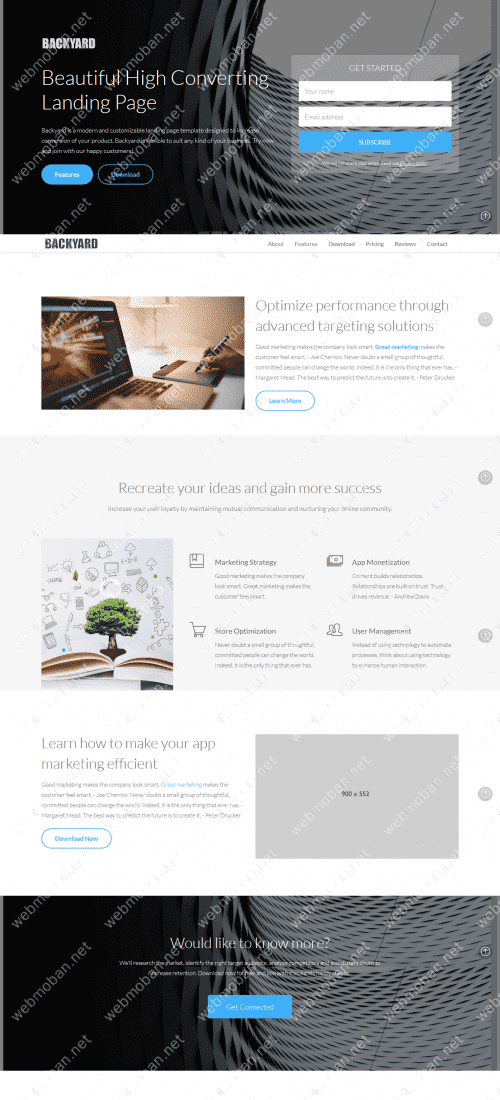 BACKYARD
Beautiful High Converting
Landing Page
Backyard is a modern and customizable landing page template designed to increase
conversion of your product. Backyard is flexible to suit any kind of your business. Try now
and join with our happy customers!
Features
Download
GET STARTED
Your name
Email address
SUBSCRIBE
BACKYARD
About
Features
Download
Pricing
Reviews
Contact
Optimize performance through
advanced targeting solutions
Good marketing makes the company look smart. Great marketing makes the
customer feel smart. - Joe Chernov. Never doubt a small group of thoughtful,
committed people can change the world. Indeed, it is the only thing that ever has. -
Margaret Mead. The best way to predict the future is to create it. - Peter Drucker.
Learn More
Recreate your ideas and gain more success
Increase your user loyalty by maintaining mutual communication and nurturing your online community.
CHANGE
Marketing Strategy
Good marketing makes the company
look smart. Great marketing makes the
customer feel smart.
App Monetization
Content builds relationships.
Relationships are built on trust. Trust
drives revenue. - Andrew Davis
Store Optimization
Never doubt a small group of thoughtful,
committed people can change the world.
Indeed, it is the only thing that ever has.
User Management
Instead of using technology to automate
processes, think about using technology
to enhance human interaction.
Learn how to make your app
marketing efficient
Good marketing makes the company look smart. Great marketing makes the
customer feel smart. - Joe Chernov. Never doubt a small group of thoughtful,
committed people can change the world. Indeed, it is the only thing that ever has. -
Margaret Mead. The best way to predict the future is to create it. - Peter Drucker.
Download Now
900 x 552
Would like to know more?
We'll research the market, identify the right target audience, analyze competitors and avoid users churn to
increase retention. Download now for free and join with thousands happy clients.
Get Connected
webmoban.net